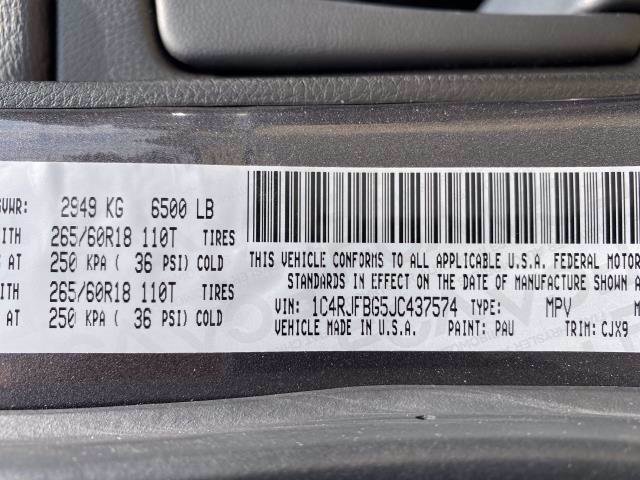 GVWR: 2949 KG 6500 LB
ITH 265/60R18 110T TIRES
AT 250 KPA ( 36 PSI) COLD
ITH 265/60R18 110T TIRES
AT 250 KPA ( 36 PSI) COLD
THIS VEHICLE CONFORMS TO ALL APPLICABLE U.S.A. FEDERAL MOTOR
STANDARDS IN EFFECT ON THE DATE OF MANUFACTURE SHOWN A
VIN: 1C4RJFBG5JC437574 TYPE: MPV M
VEHICLE MADE IN U.S.A. PAINT: PAU TRIM: CJX9